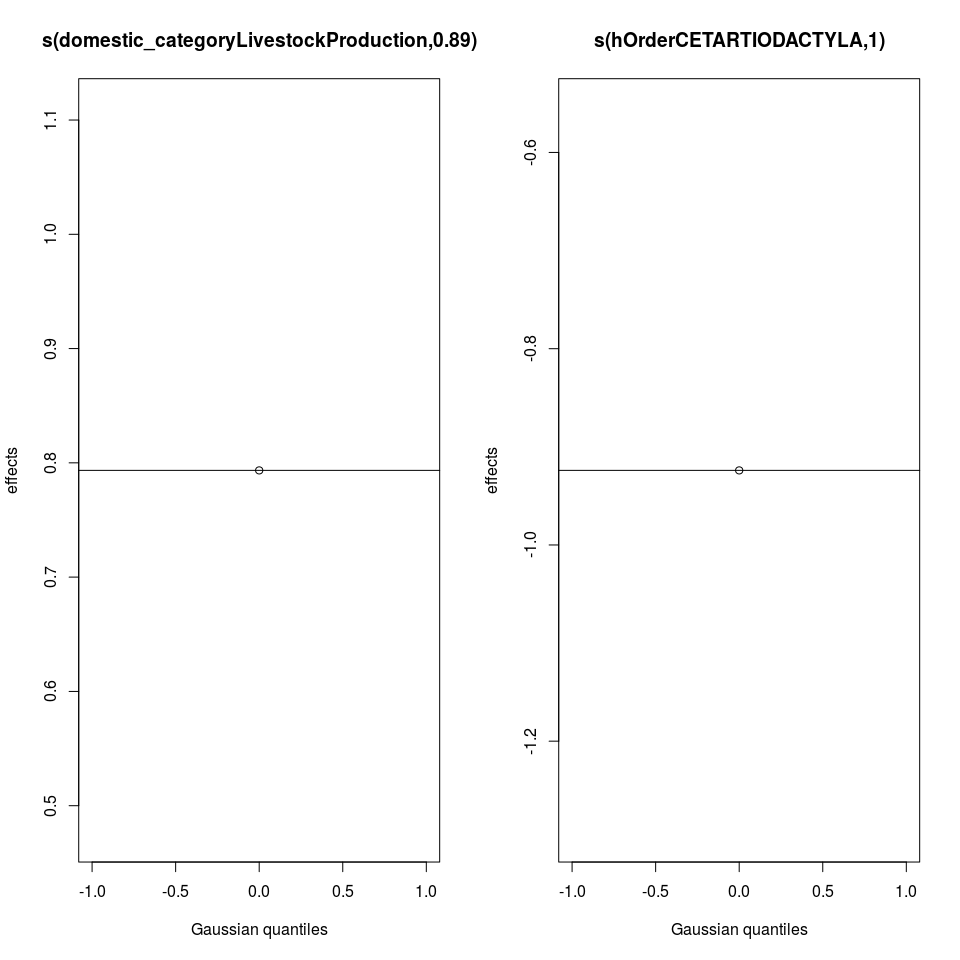 s(domestic_categoryLivestockProduction,0.89)
effects
1.1
1.0
0.9
0.8
0.7
0.6
0.5
-1.0 -0.5 0.0 0.5 1.0
Gaussian quantiles
s(hOrderCETARTIODACTYLA,1)
effects
-0.6
-0.8
-1.0
-1.2
-1.0 -0.5 0.0 0.5 1.0
Gaussian quantiles